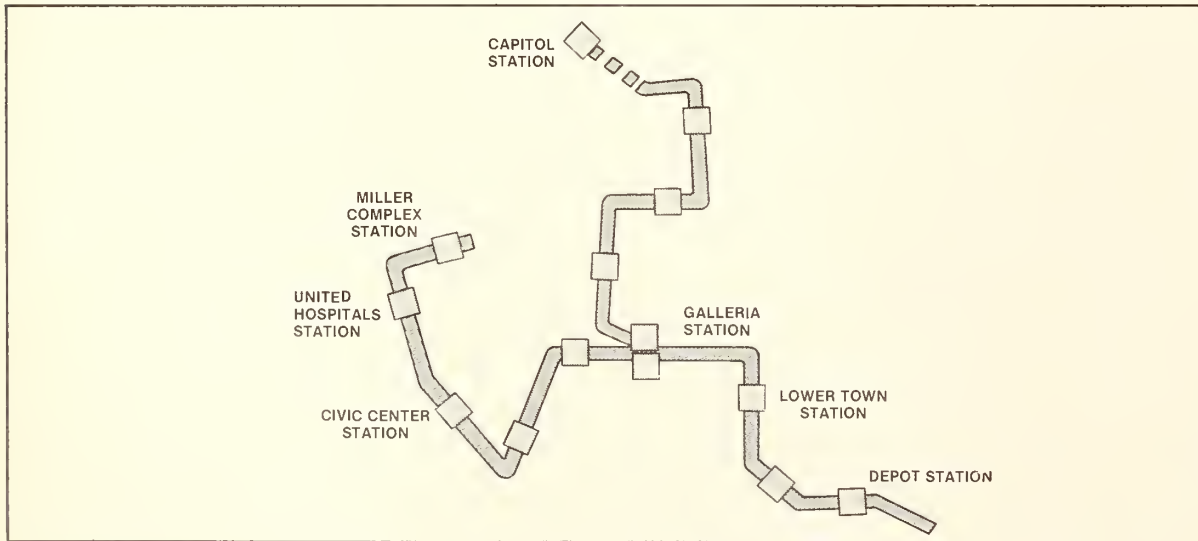 CAPITOL
STATION
MILLER
COMPLEX
STATION
UNITED
HOSPITALS
STATION
GALLERIA
STATION
CIVIC CENTER
STATION
LOWER TOWN
STATION
DEPOT STATION